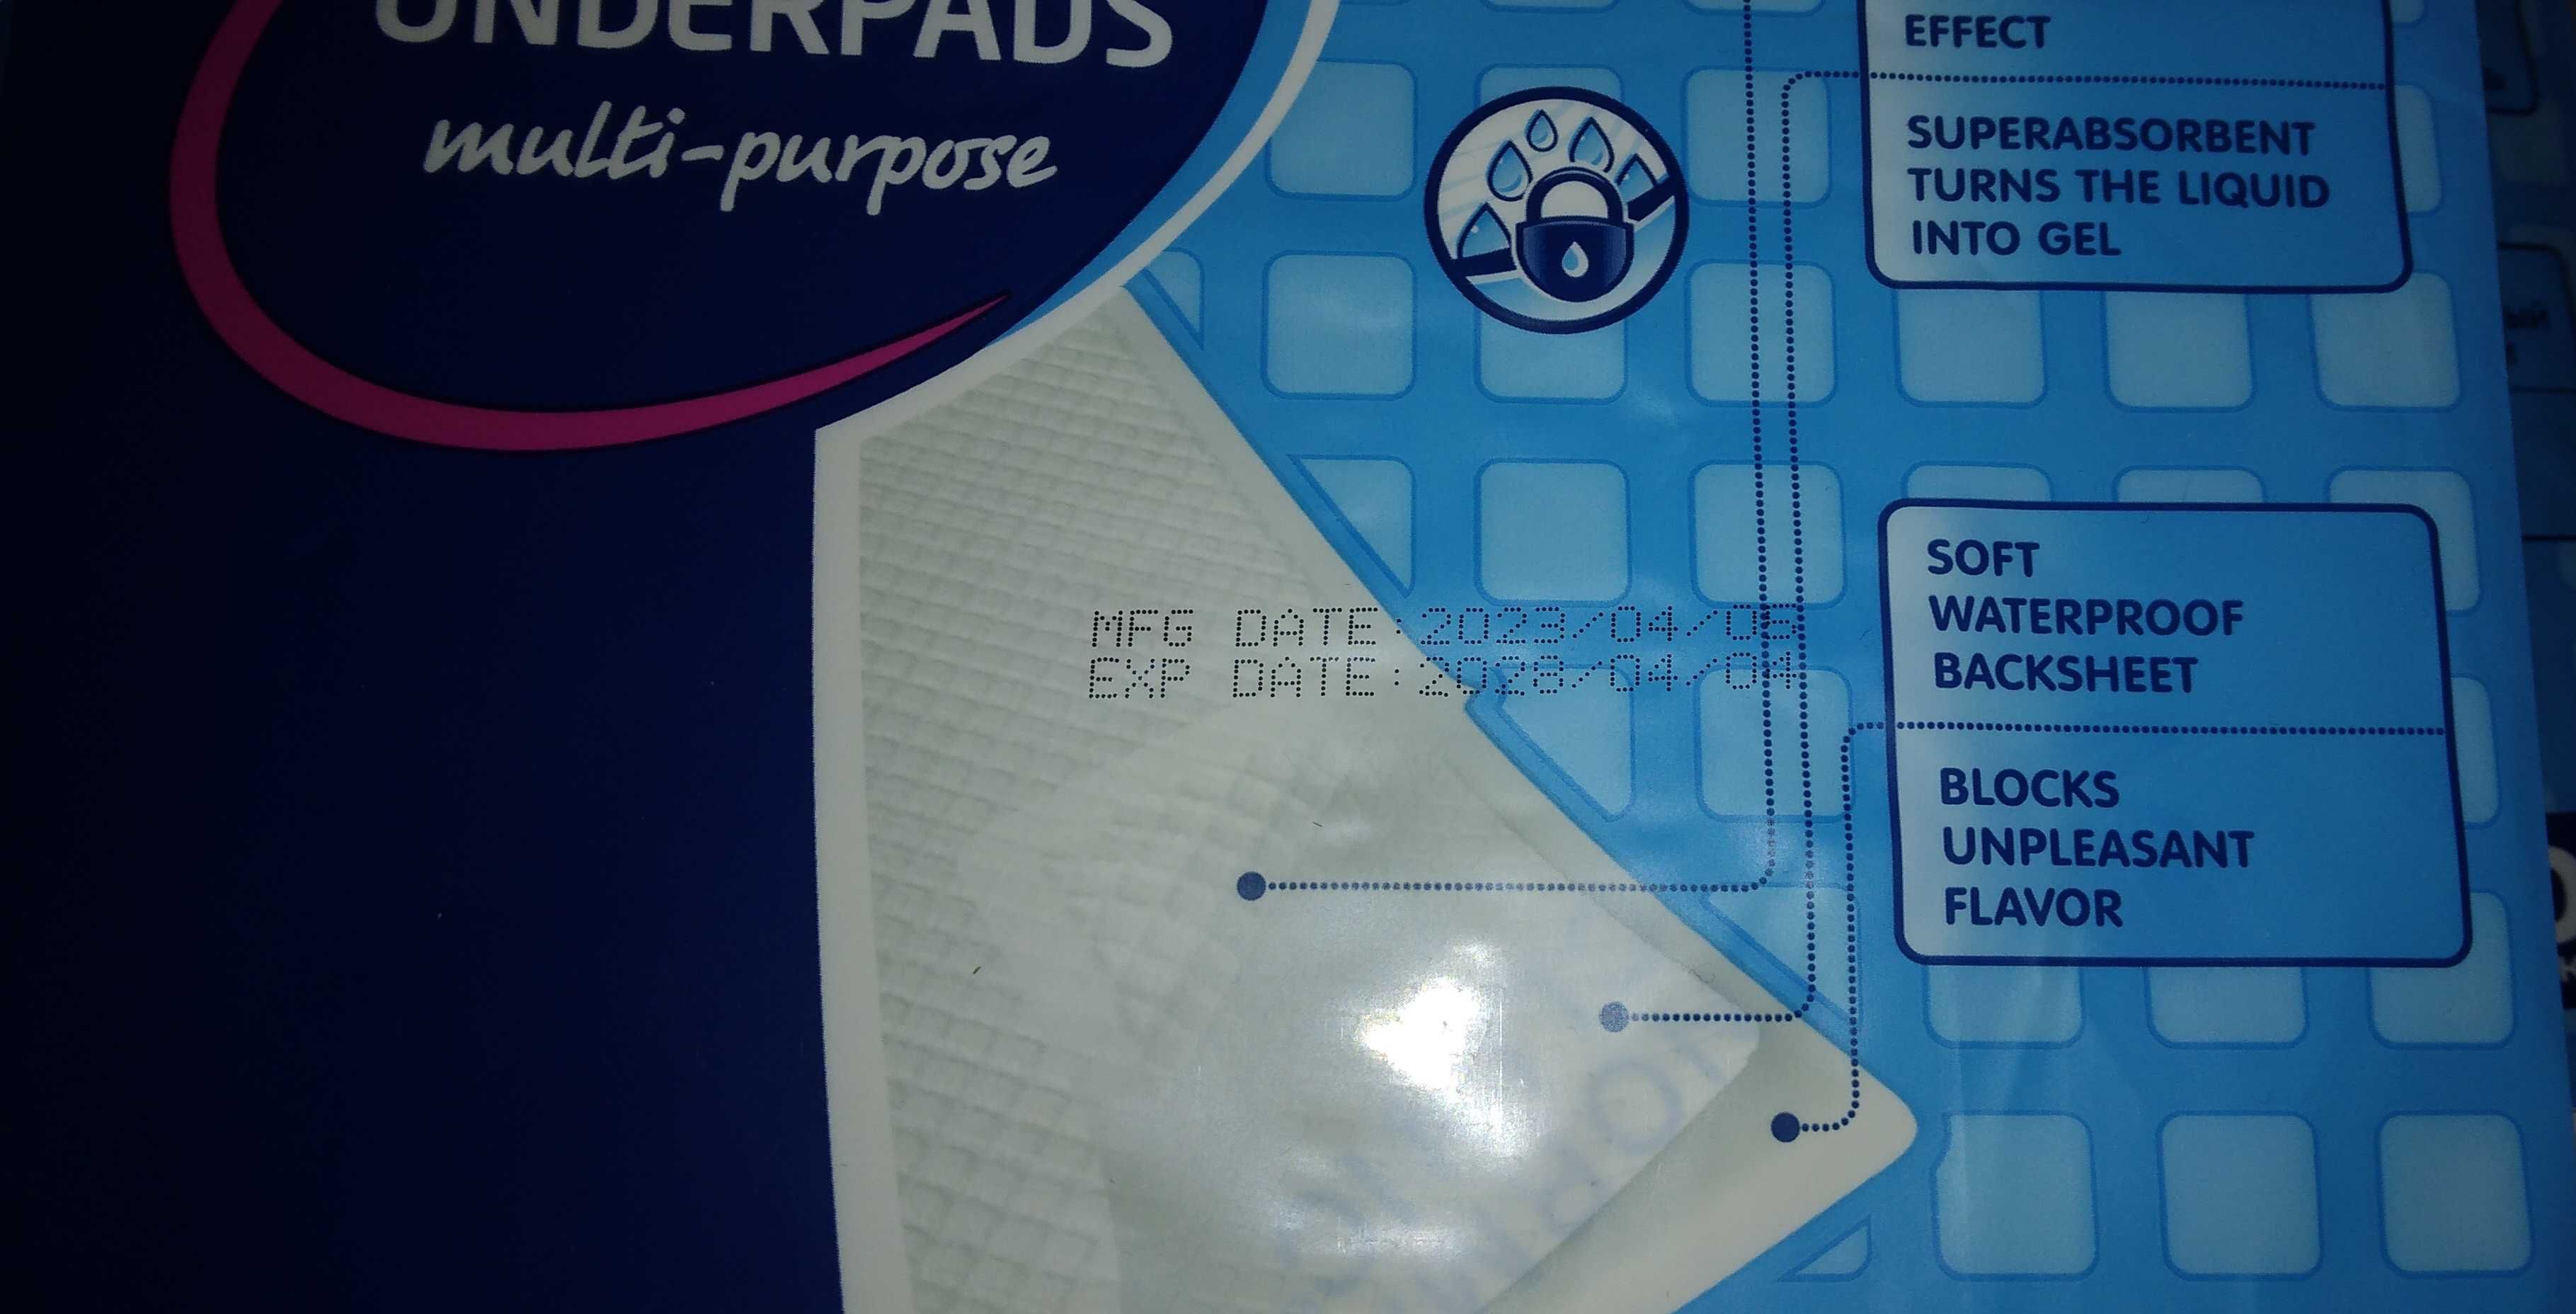 UNDERPADS
multi-purpose
EFFECT
SUPERABSORBENT
TURNS THE LIQUID
INTO GEL
MFG DATE:2023/04/05
EXP DATE:2028/04/04
SOFT
WATERPROOF
BACKSHEET
BLOCKS
UNPLEASANT
FLAVOR